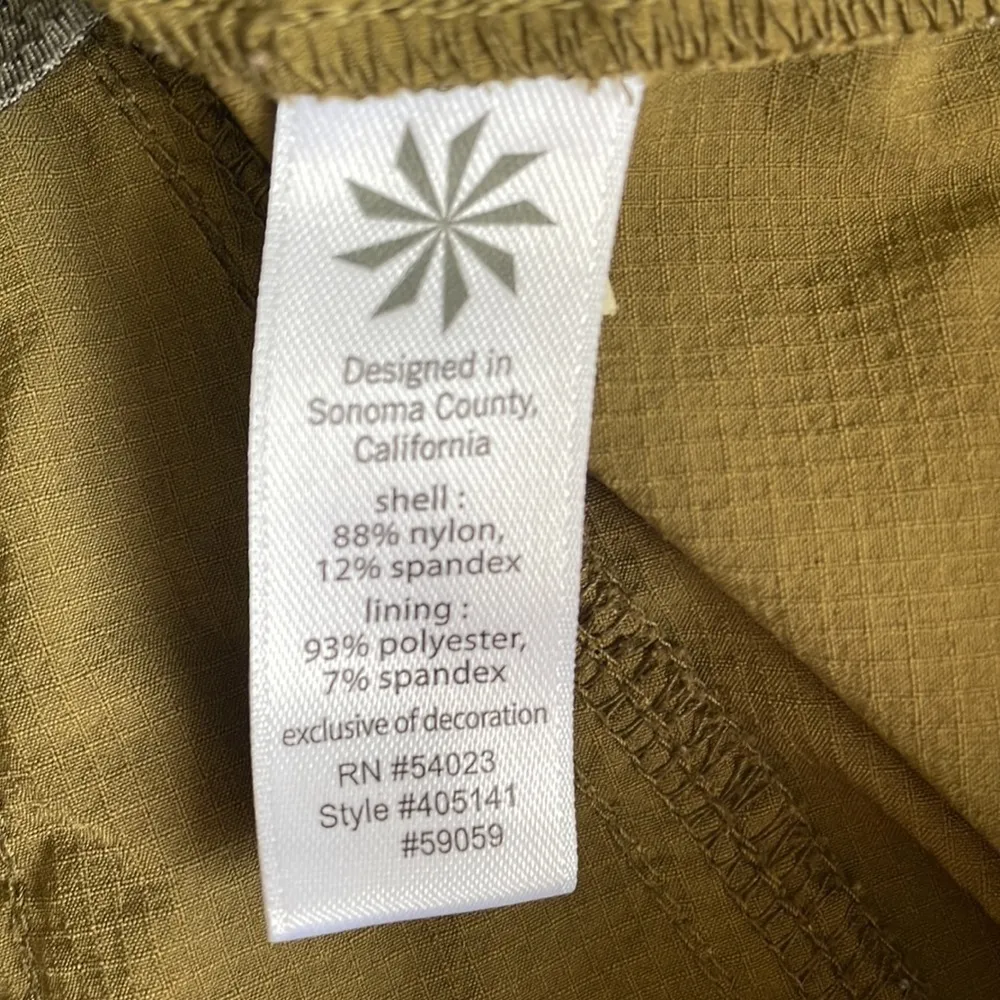 Designed in
Sonoma County,
California
shell :
88% nylon,
12% spandex
lining :
93% polyester,
7% spandex
exclusive of decoration
RN #54023
Style #405141
#59059